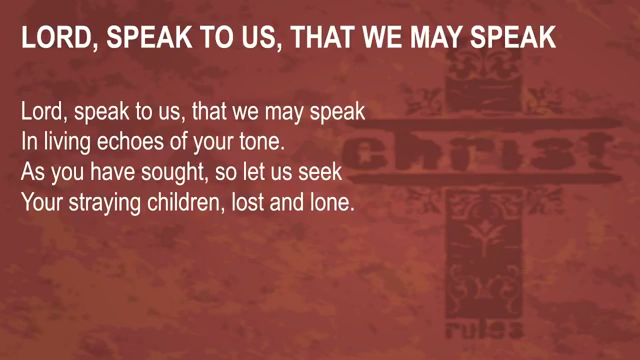 LORD, SPEAK TO US, THAT WE MAY SPEAK
Lord, speak to us, that we may speak
In living echoes of your tone.
As you have sought, so let us seek
Your straying children, lost and lone.
christ
rules